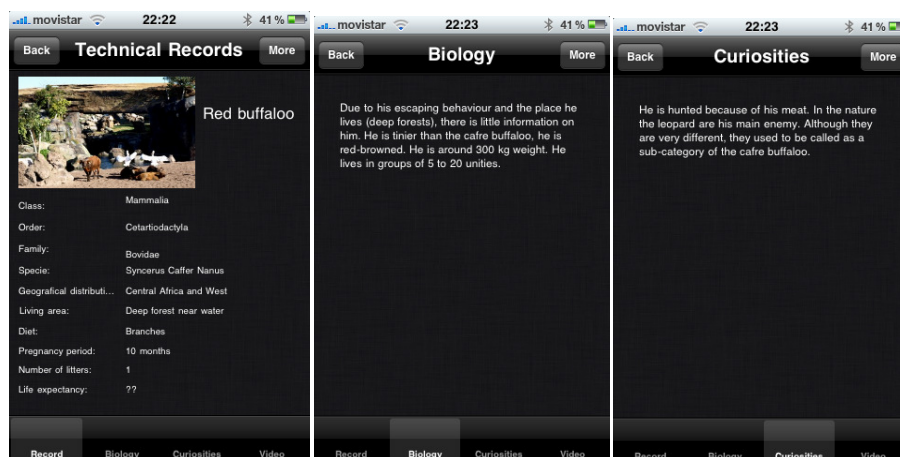 movistar 22:22 41 %
Back Technical Records More
Red buffaloo
Class: Mammalia
Order: Cetartiodactyla
Family: Bovidae
Specie: Syncerus Caffer Nanus
Geografical distributi... Central Africa and West
Living area: Deep forest near water
Diet: Branches
Pregnancy period: 10 months
Number of litters: 1
Life expectancy: ??
Record Biology Curiosities Video
movistar 22:23 41 %
Back Biology More
Due to his escaping behaviour and the place he
lives (deep forests), there is little information on
him. He is tinier than the cafre buffaloo, he is
red-browned. He is around 300 kg weight. He
lives in groups of 5 to 20 unities.
Record Biology Curiosities Video
movistar 22:23 41 %
Back Curiosities More
He is hunted because of his meat. In the nature
the leopard are his main enemy. Although they
are very different, they used to be called as a
sub-category of the cafre buffaloo.
Record Biology Curiosities Video